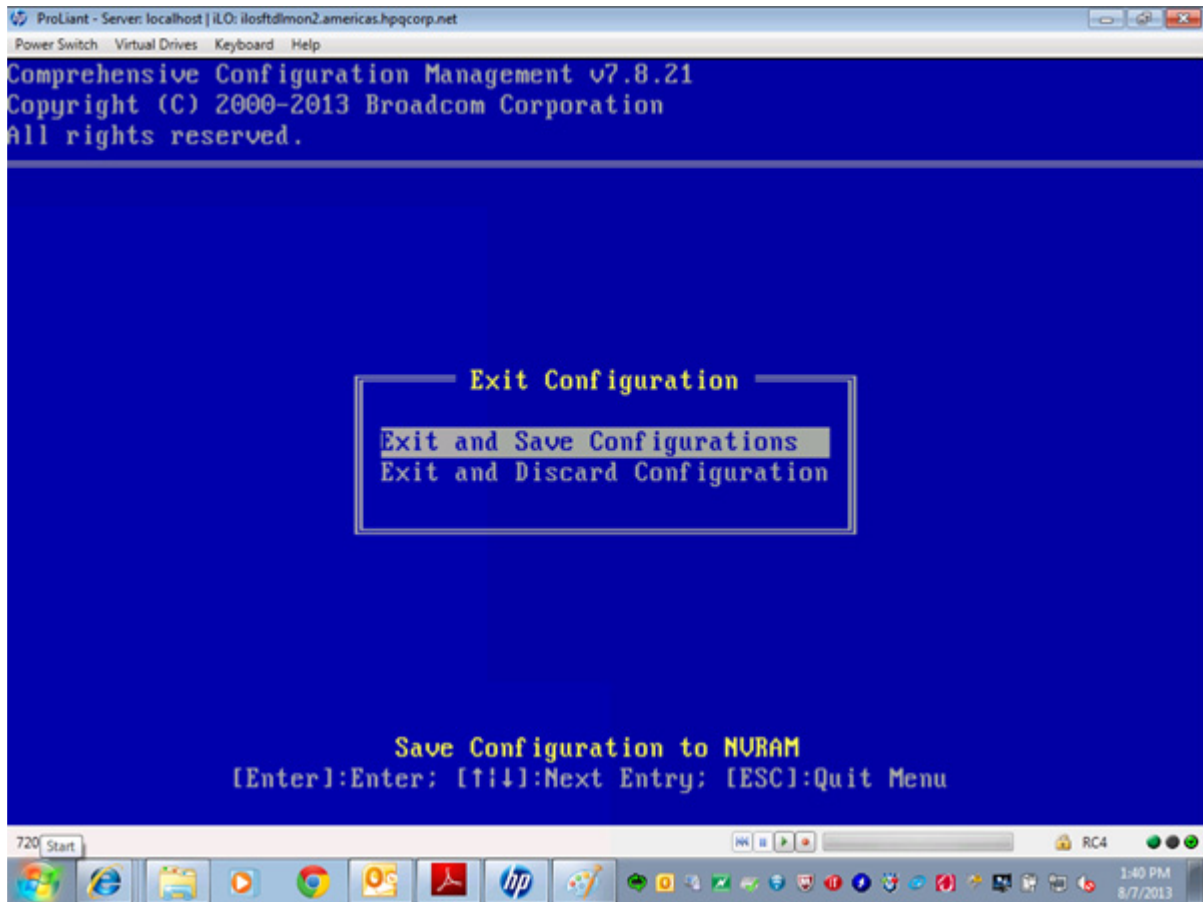 ProLiant - Server: localhost | iLO: ilosftdlmon2.americas.hpqcorp.net
Power Switch Virtual Drives Keyboard Help
Comprehensive Configuration Management v7.8.21
Copyright (C) 2000-2013 Broadcom Corporation
All rights reserved.
Exit Configuration
Exit and Save Configurations
Exit and Discard Configuration
Save Configuration to NVRAM
[Enter]:Enter; [↑¦↓]:Next Entry; [ESC]:Quit Menu
720 Start
RC4
hp
1:40 PM
8/7/2013